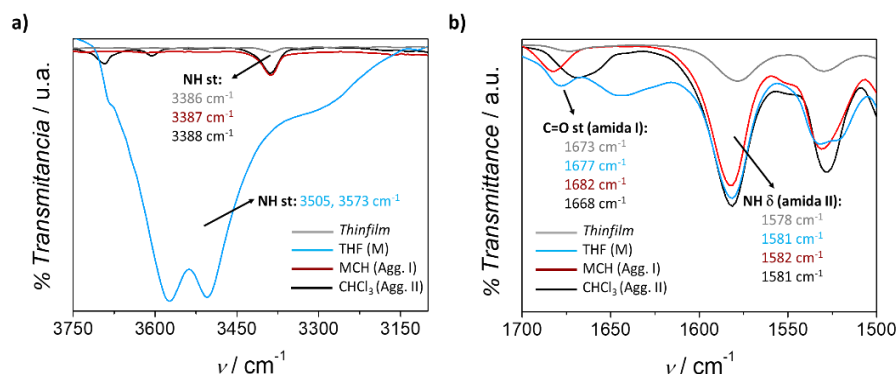 a)
% Transmitancia / u.a.
NH st:
3386 cm⁻¹
3387 cm⁻¹
3388 cm⁻¹
NH st: 3505, 3573 cm⁻¹
Thinfilm
THF (M)
MCH (Agg. I)
CHCl₃ (Agg. II)
3750 3600 3450 3300 3150
ν / cm⁻¹
b)
% Transmittance / a.u.
C=O st (amida I):
1673 cm⁻¹
1677 cm⁻¹
1682 cm⁻¹
1668 cm⁻¹
NH δ (amida II):
1578 cm⁻¹
1581 cm⁻¹
1582 cm⁻¹
1581 cm⁻¹
Thinfilm
THF (M)
MCH (Agg. I)
CHCl₃ (Agg. II)
1700 1650 1600 1550 1500
ν / cm⁻¹